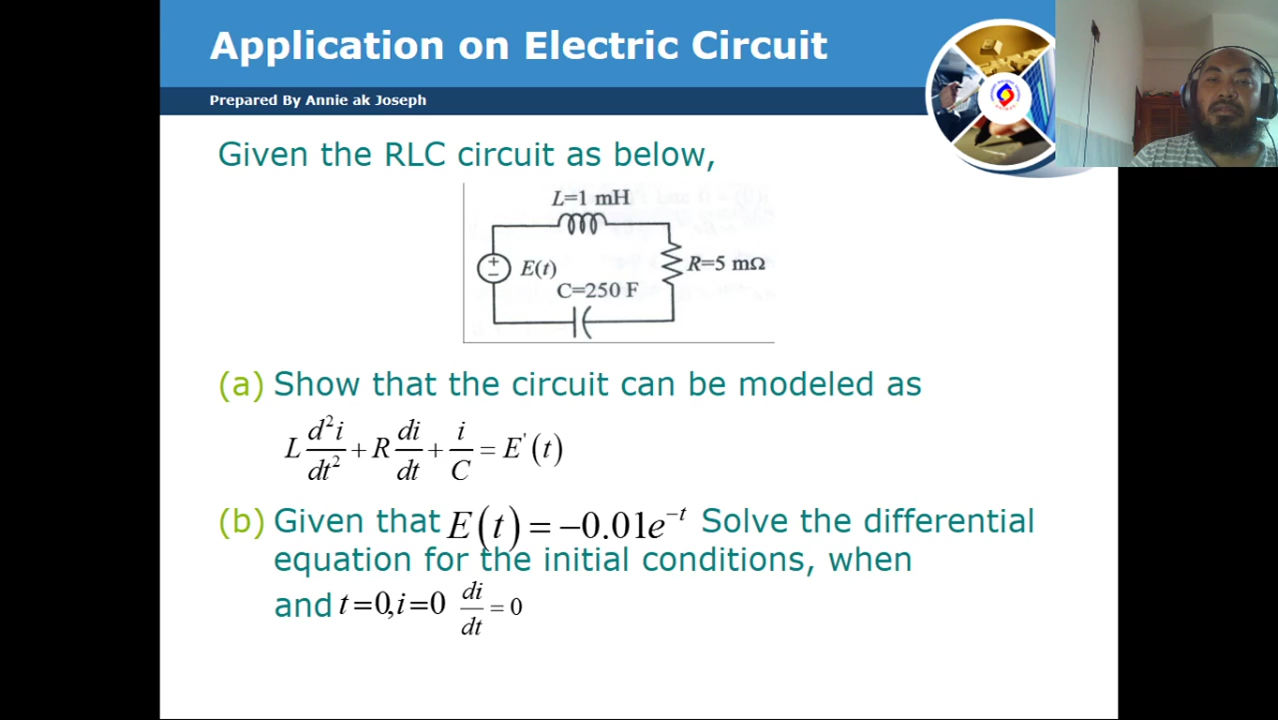 Application on Electric Circuit
Prepared By Annie ak Joseph
Given the RLC circuit as below,
L=1 mH
E(t)
R=5 mΩ
C=250 F
(a) Show that the circuit can be modeled as
L d²i/dt² + R di/dt + i/C = E'(t)
(b) Given that E(t) = −0.01e^−t Solve the differential
equation for the initial conditions, when
and t=0,i=0 di/dt = 0